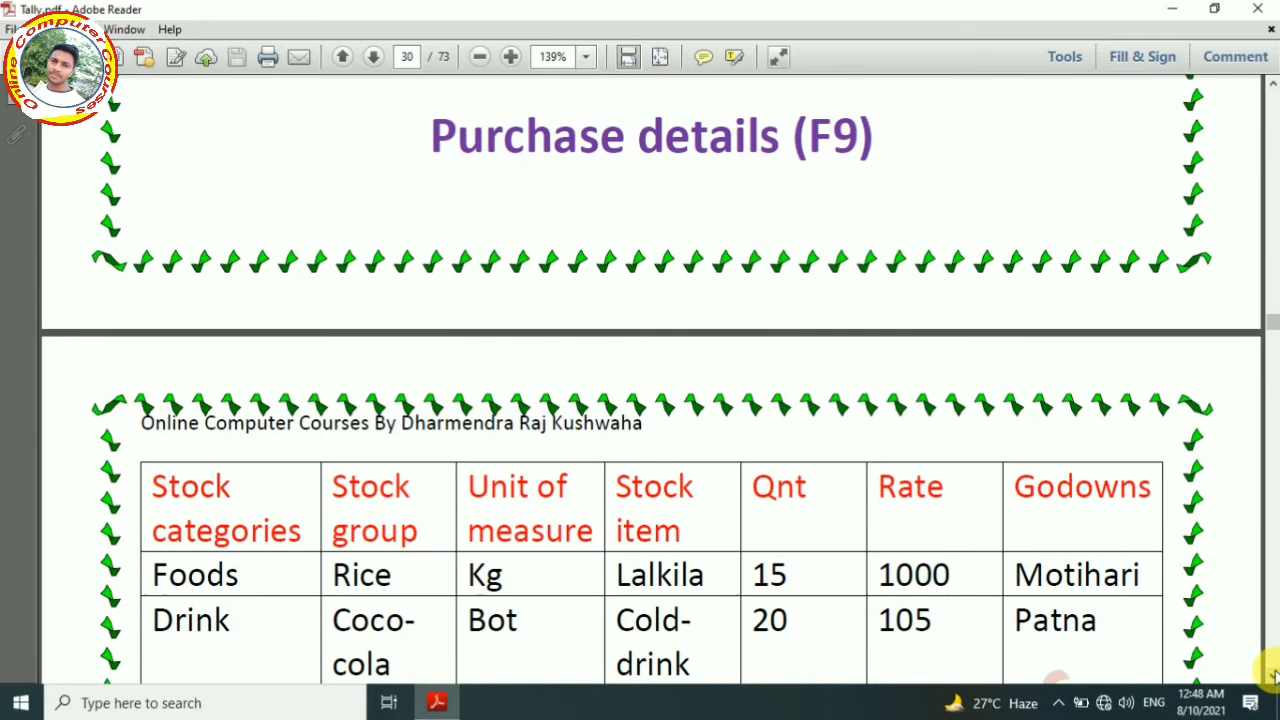 Tally.pdf - Adobe Reader
Window Help
30 / 73 139% Tools Fill & Sign Comment
Online Computer Courses
Purchase details (F9)
Online Computer Courses By Dharmendra Raj Kushwaha
Stock categories Stock group Unit of measure Stock item Qnt Rate Godowns
Foods Rice Kg Lalkila 15 1000 Motihari
Drink Coco-cola Bot Cold-drink 20 105 Patna
Type here to search 27°C Haze ENG 12:48 AM
8/10/2021